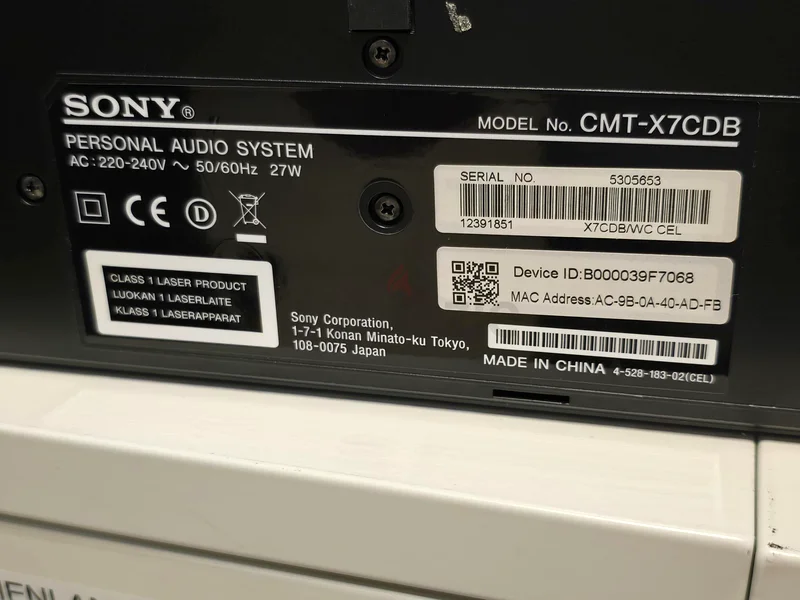 SONY®
MODEL No. CMT-X7CDB
PERSONAL AUDIO SYSTEM
AC:220-240V ～ 50/60Hz 27W
SERIAL NO. 5305653
12391851 X7CDB/WC CEL
D
Device ID:B000039F7068
MAC Address:AC-9B-0A-40-AD-FB
CLASS 1 LASER PRODUCT
LUOKAN 1 LASERLAITE
KLASS 1 LASERAPPARAT
Sony Corporation,
1-7-1 Konan Minato-ku Tokyo,
108-0075 Japan
MADE IN CHINA 4-528-183-02(CEL)